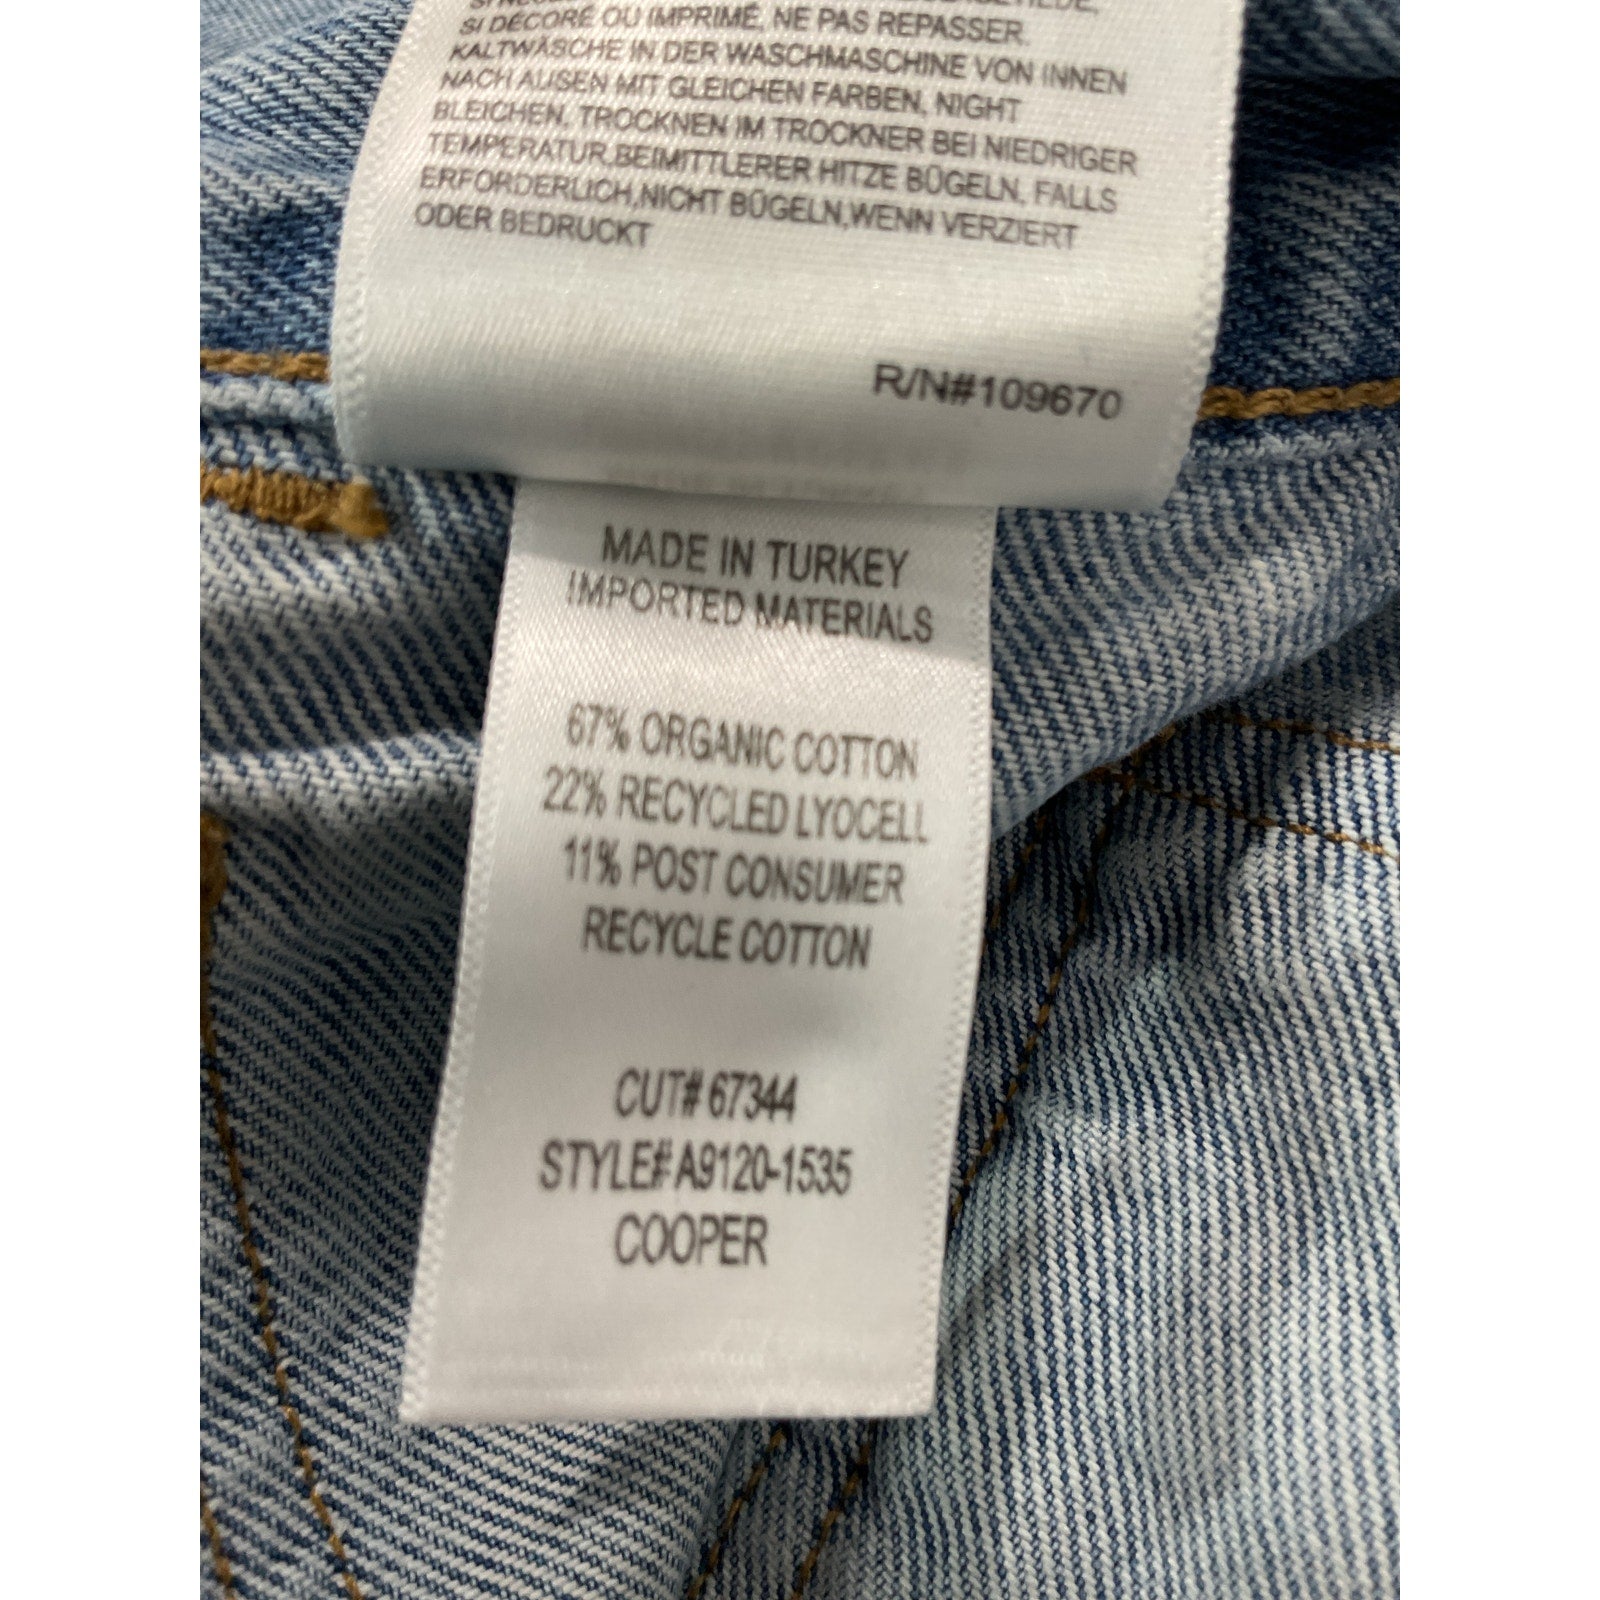 SI DÉCORÉ OU IMPRIMÉ, NE PAS REPASSER.
KALTWÄSCHE IN DER WASCHMASCHINE VON INNEN
NACH AUSEN MIT GLEICHEN FARBEN, NIGHT
BLEICHEN, TROCKNEN IM TROCKNER BEI NIEDRIGER
TEMPERATUR,BEIMITTLERER HITZE BÜGELN, FALLS
ERFORDERLICH,NICHT BÜGELN,WENN VERZIERT
ODER BEDRUCKT
R/N#109670
MADE IN TURKEY
IMPORTED MATERIALS
67% ORGANIC COTTON
22% RECYCLED LYOCELL
11% POST CONSUMER
RECYCLE COTTON
CUT# 67344
STYLE# A9120-1535
COOPER